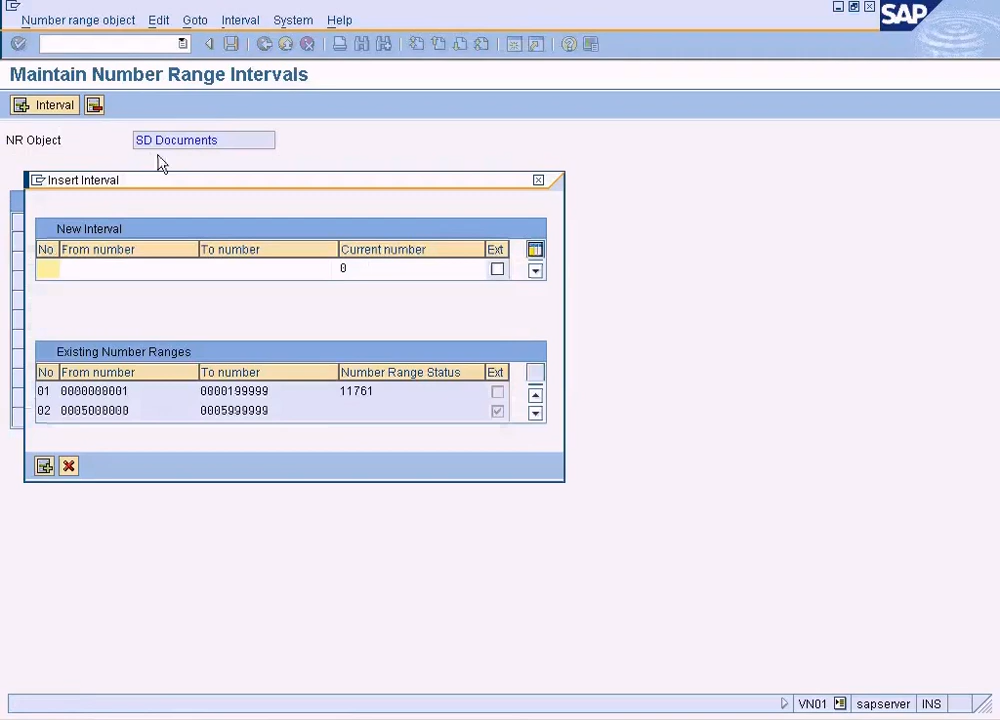 Number range object Edit Goto Interval System Help
SAP
Maintain Number Range Intervals
Interval
NR Object SD Documents
Insert Interval
New Interval
No From number To number Current number Ext
0
Existing Number Ranges
No From number To number Number Range Status Ext
01 0000000001 0000199999 11761
02 0005000000 0005999999
VN01 sapserver INS